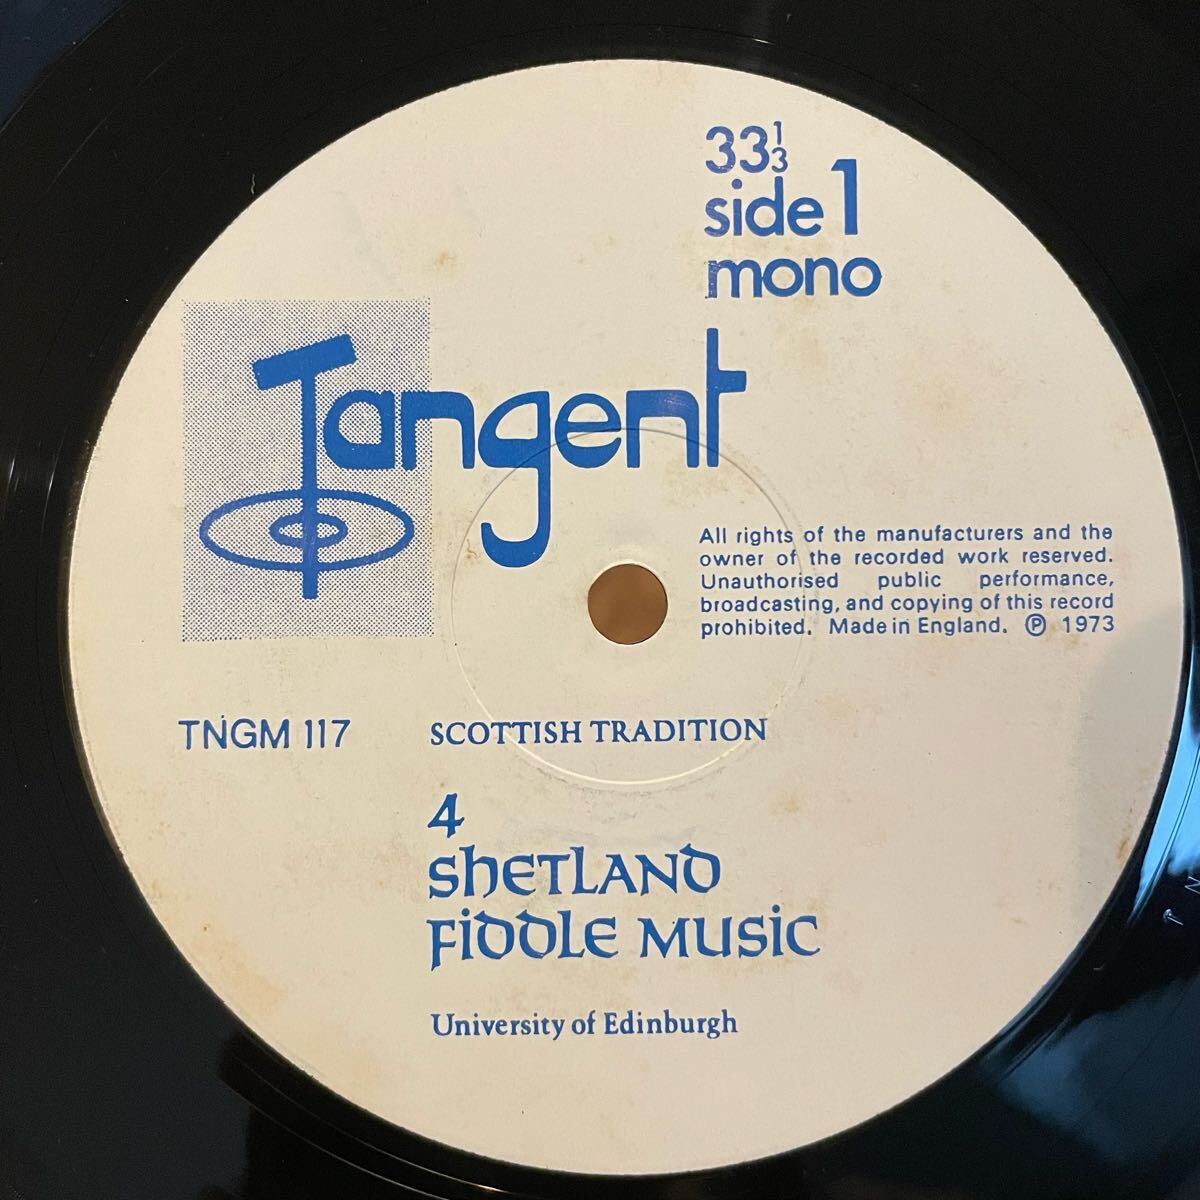 33⅓
side 1
mono
Tangent
All rights of the manufacturers and the
owner of the recorded work reserved.
Unauthorised public performance,
broadcasting, and copying of this record
prohibited. Made in England. ℗ 1973
TNGM 117
SCOTTISH TRADITION
4
SHETLAND
FIDDLE MUSIC
University of Edinburgh
T N